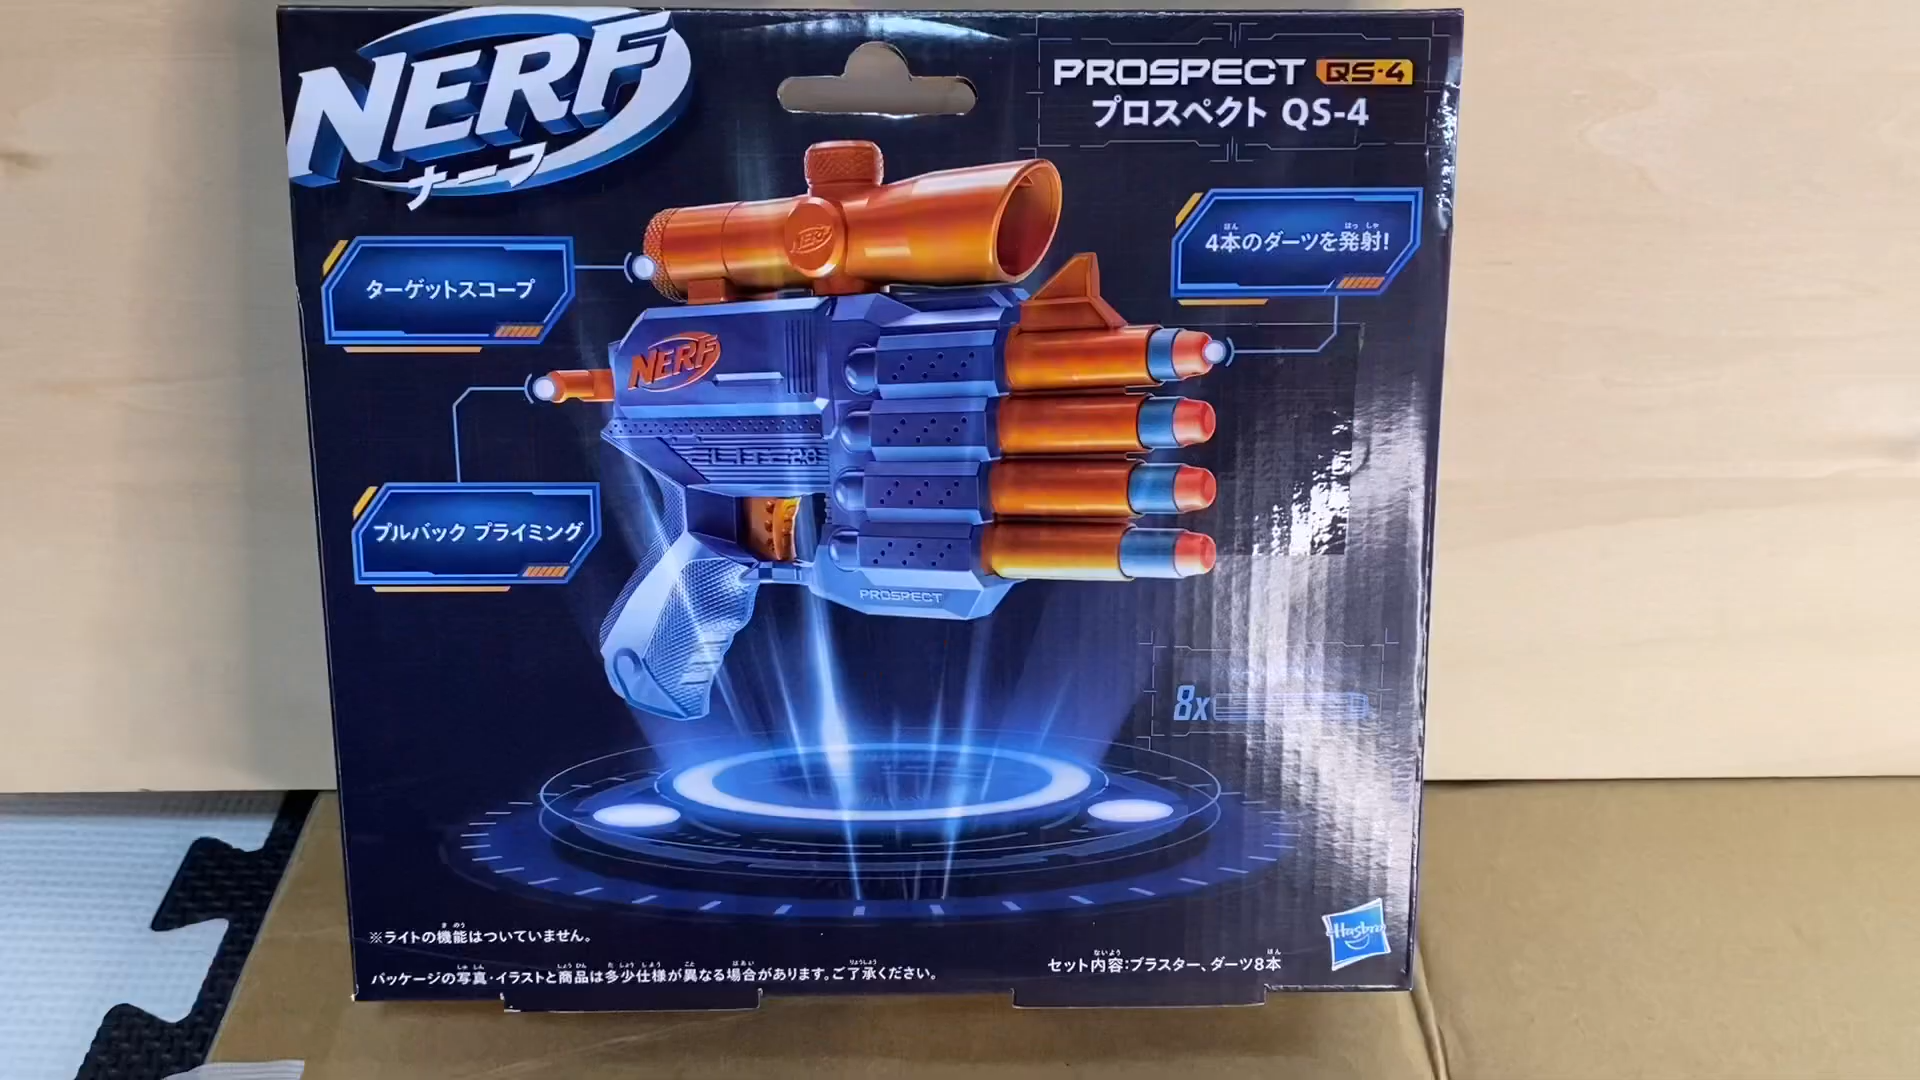 NERF
ナーフ
PROSPECT QS-4
プロスペクト QS-4
4本のダーツを発射!
ターゲットスコープ
NERF
NERF
プルバック プライミング
ELITE 2.0
PROSPECT
8x
※ライトの機能はついていません。
パッケージの写真・イラストと商品は多少仕様が異なる場合があります。ご了承ください。
セット内容:ブラスター、ダーツ8本
Hasbro